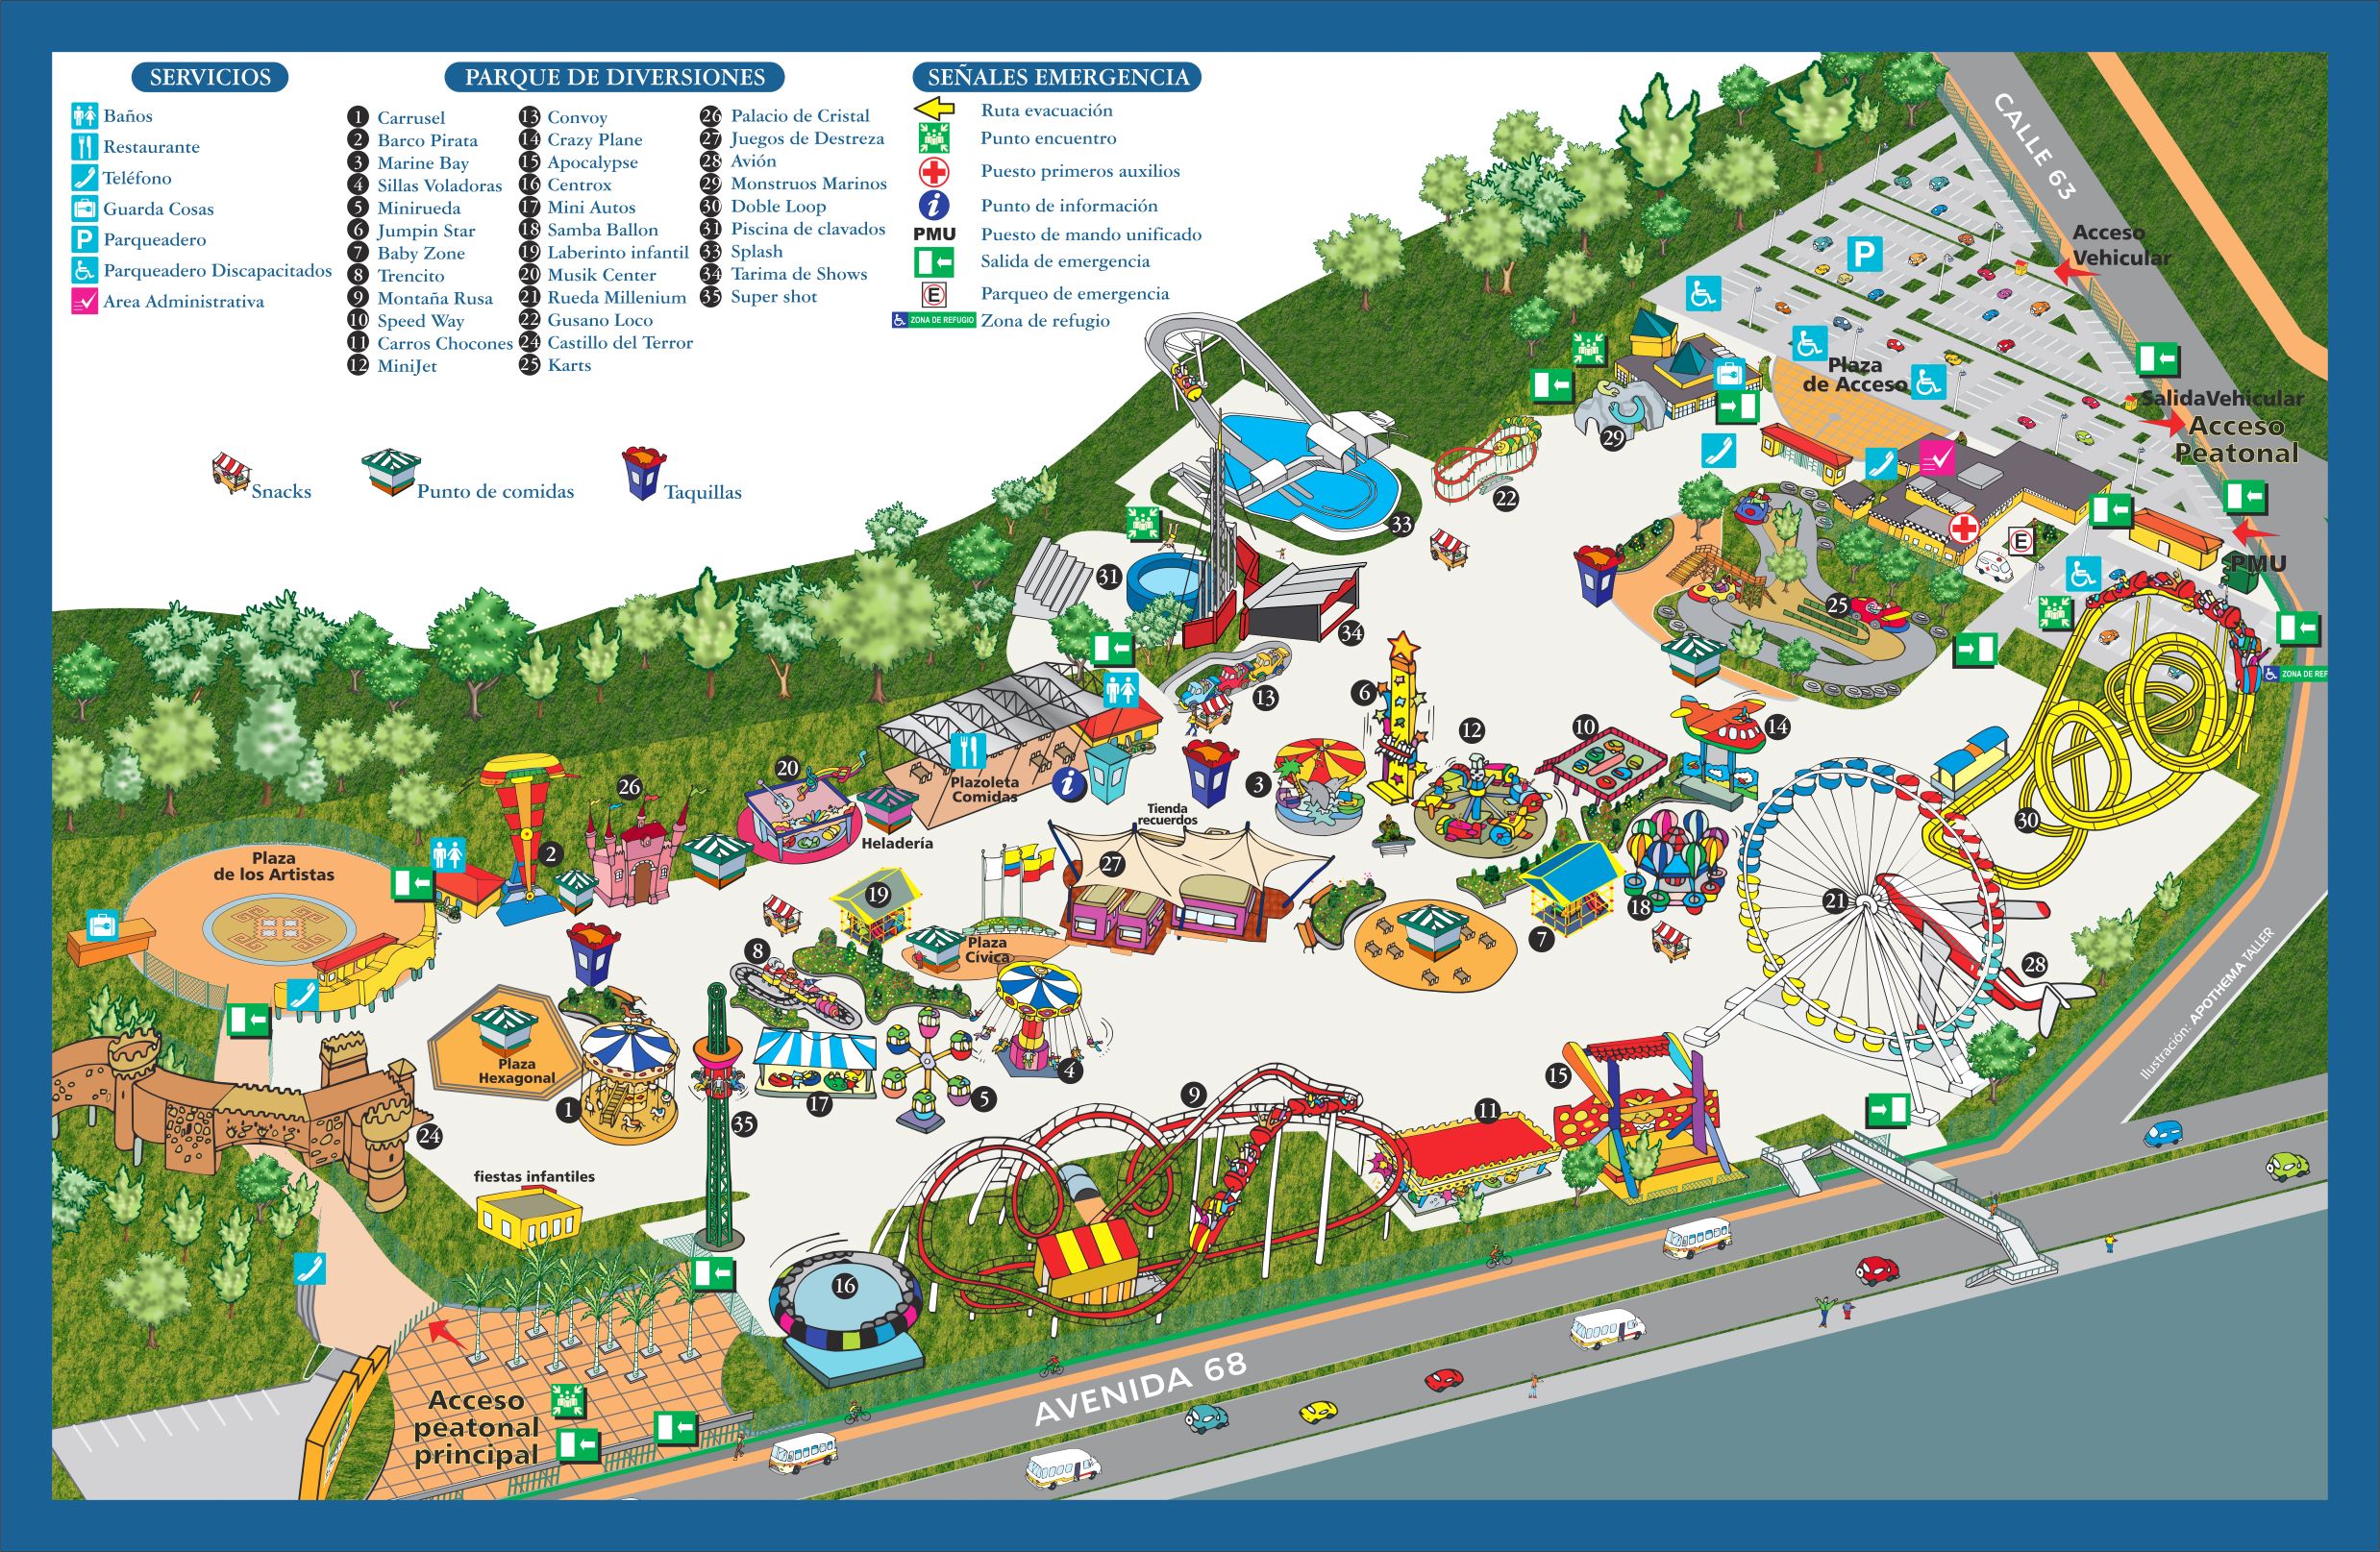 SERVICIOS
Baños
Restaurante
Teléfono
Guarda Cosas
P Parqueadero
Parqueadero Discapacitados
Area Administrativa
PARQUE DE DIVERSIONES
1 Carrusel
2 Barco Pirata
3 Marine Bay
4 Sillas Voladoras
5 Minirueda
6 Jumpin Star
7 Baby Zone
8 Trencito
9 Montaña Rusa
10 Speed Way
11 Carros Chocones
12 MiniJet
13 Convoy
14 Crazy Plane
15 Apocalypse
16 Centrox
17 Mini Autos
18 Samba Ballon
19 Laberinto infantil
20 Musik Center
21 Rueda Millenium
22 Gusano Loco
24 Castillo del Terror
25 Karts
26 Palacio de Cristal
27 Juegos de Destreza
28 Avión
29 Monstruos Marinos
30 Doble Loop
31 Piscina de clavados
33 Splash
34 Tarima de Shows
35 Super shot
SEÑALES EMERGENCIA
Ruta evacuación
Punto encuentro
Puesto primeros auxilios
i Punto de información
PMU Puesto de mando unificado
Salida de emergencia
E Parqueo de emergencia
ZONA DE REFUGIO Zona de refugio
Snacks
Punto de comidas
Taquillas
CALLE 63
Acceso
Vehicular
P
Plaza
de Acceso
SalidaVehicular
Acceso
Peatonal
29
22
33
E
PMU
31
34
25
ZONA DE REF
13
6
12
10
14
3
20
26
2
Plazoleta
Comidas
i
Tienda
recuerdos
Heladería
27
30
Plaza
de los Artistas
19
7
18
21
28
Plaza
Cívica
8
Plaza
Hexagonal
1
35
17
5
4
9
11
15
24
fiestas infantiles
16
Acceso
peatonal
principal
AVENIDA 68
Ilustración: APOTHEMA TALLER